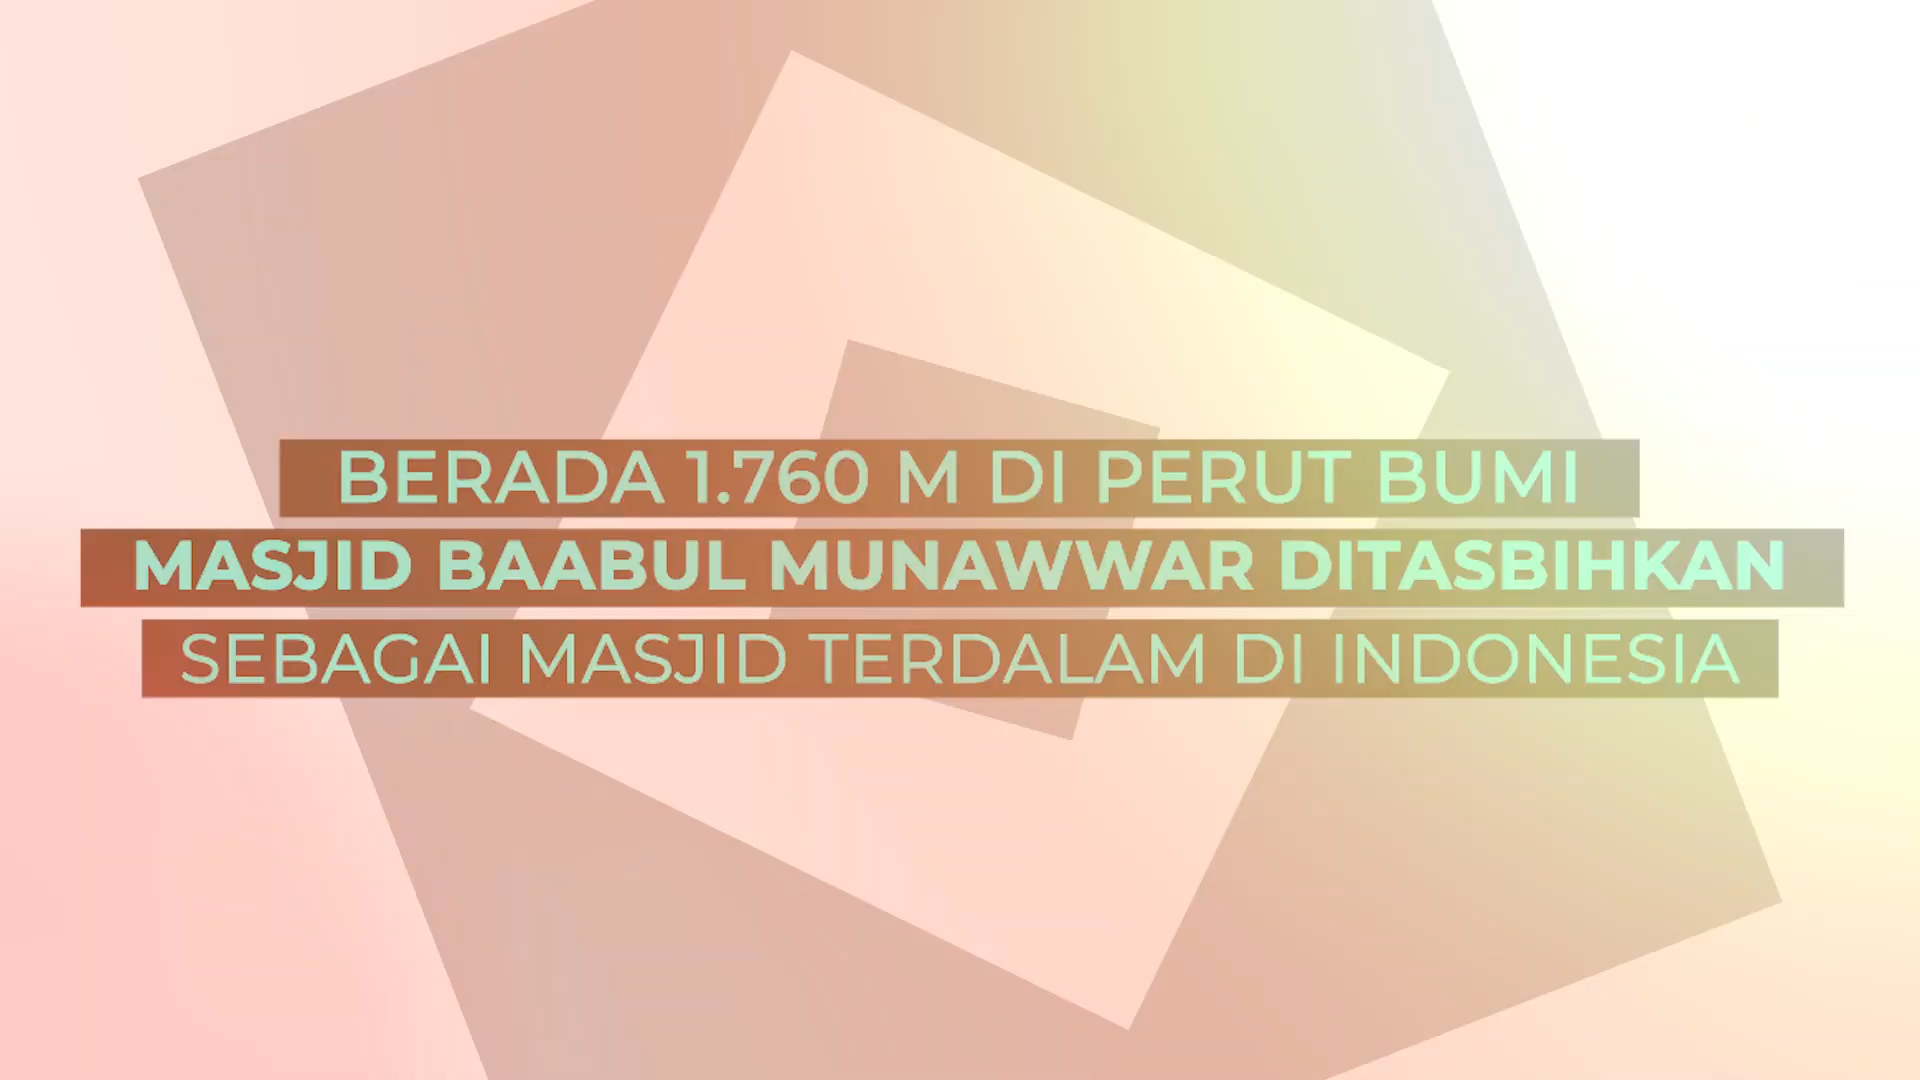 BERADA 1.760 M DI PERUT BUMI
MASJID BAABUL MUNAWWAR DITASBIHKAN
SEBAGAI MASJID TERDALAM DI INDONESIA